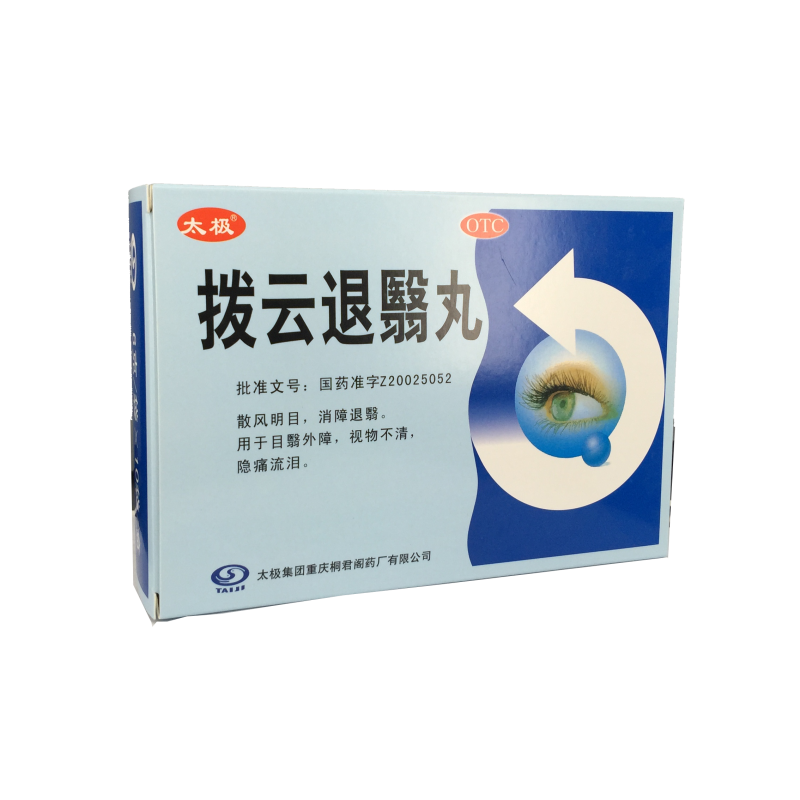 太极®
OTC
拨云退翳丸
批准文号：国药准字Z20025052
散风明目，消障退翳。
用于目翳外障，视物不清，
隐痛流泪。
TAIJI
太极集团重庆桐君阁药厂有限公司